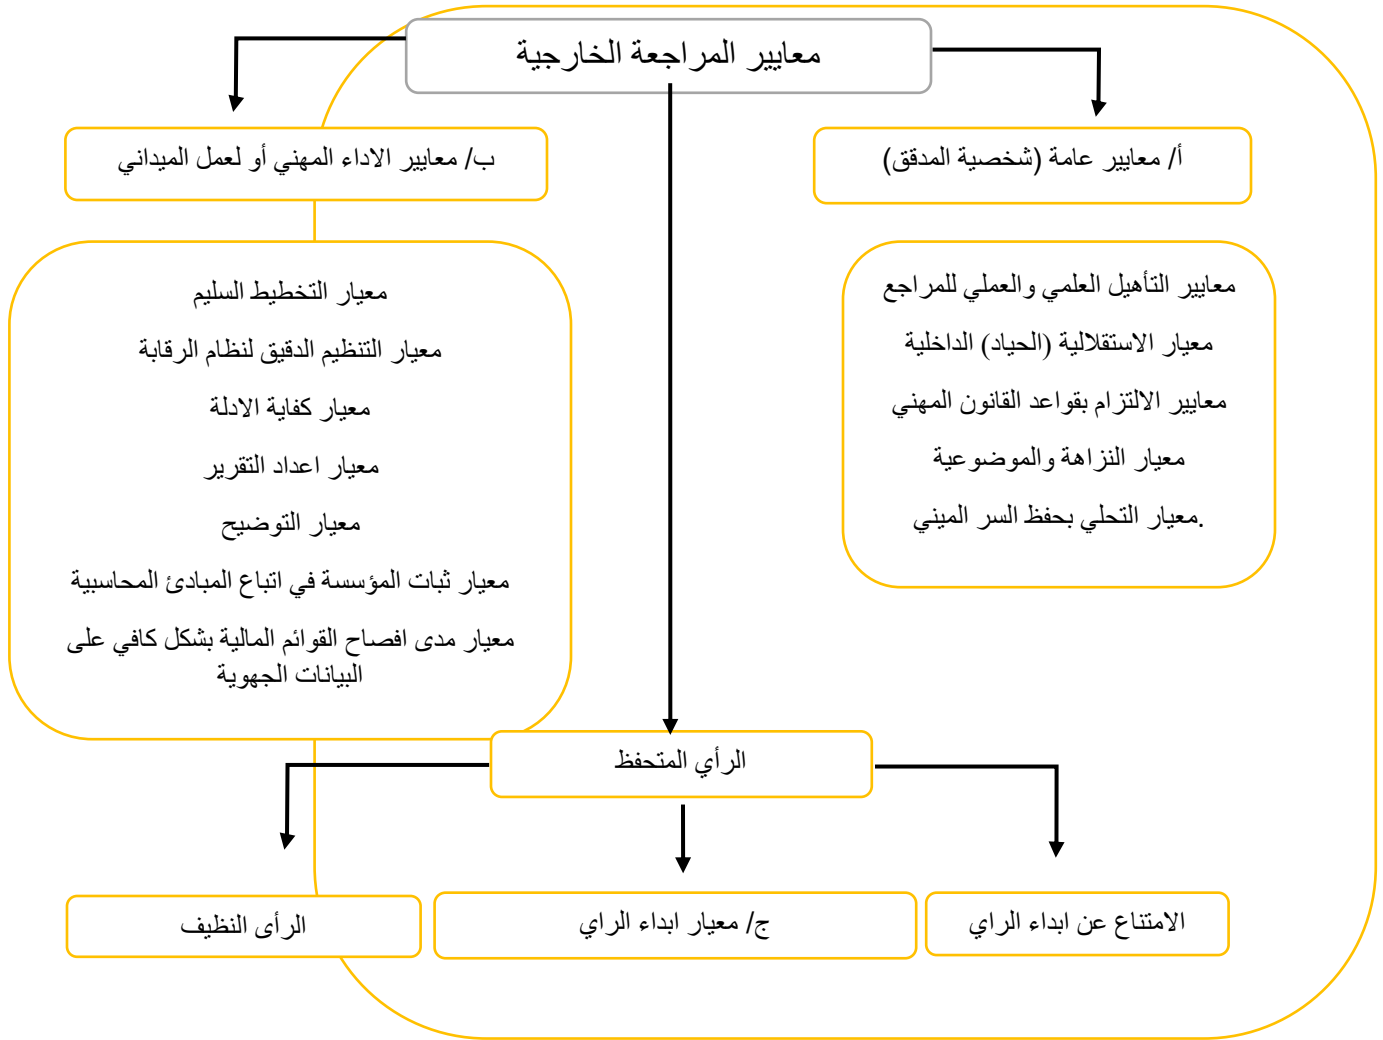 معايير المراجعة الخارجية
أ/ معايير عامة (شخصية المدقق)
ب/ معايير الاداء المهني أو لعمل الميداني
معايير التأهيل العلمي والعملي للمراجع
معيار الاستقلالية (الحياد) الداخلية
معايير الالتزام بقواعد القانون المهني
معيار النزاهة والموضوعية
معيار التحلي بحفظ السر الميني.
معيار التخطيط السليم
معيار التنظيم الدقيق لنظام الرقابة
معيار كفاية الادلة
معيار اعداد التقرير
معيار التوضيح
معيار ثبات المؤسسة في اتباع المبادئ المحاسبية
معيار مدى افصاح القوائم المالية بشكل كافي على
البيانات الجهوية
الرأي المتحفظ
الامتناع عن ابداء الراي
ج/ معيار ابداء الراي
الرأى النظيف